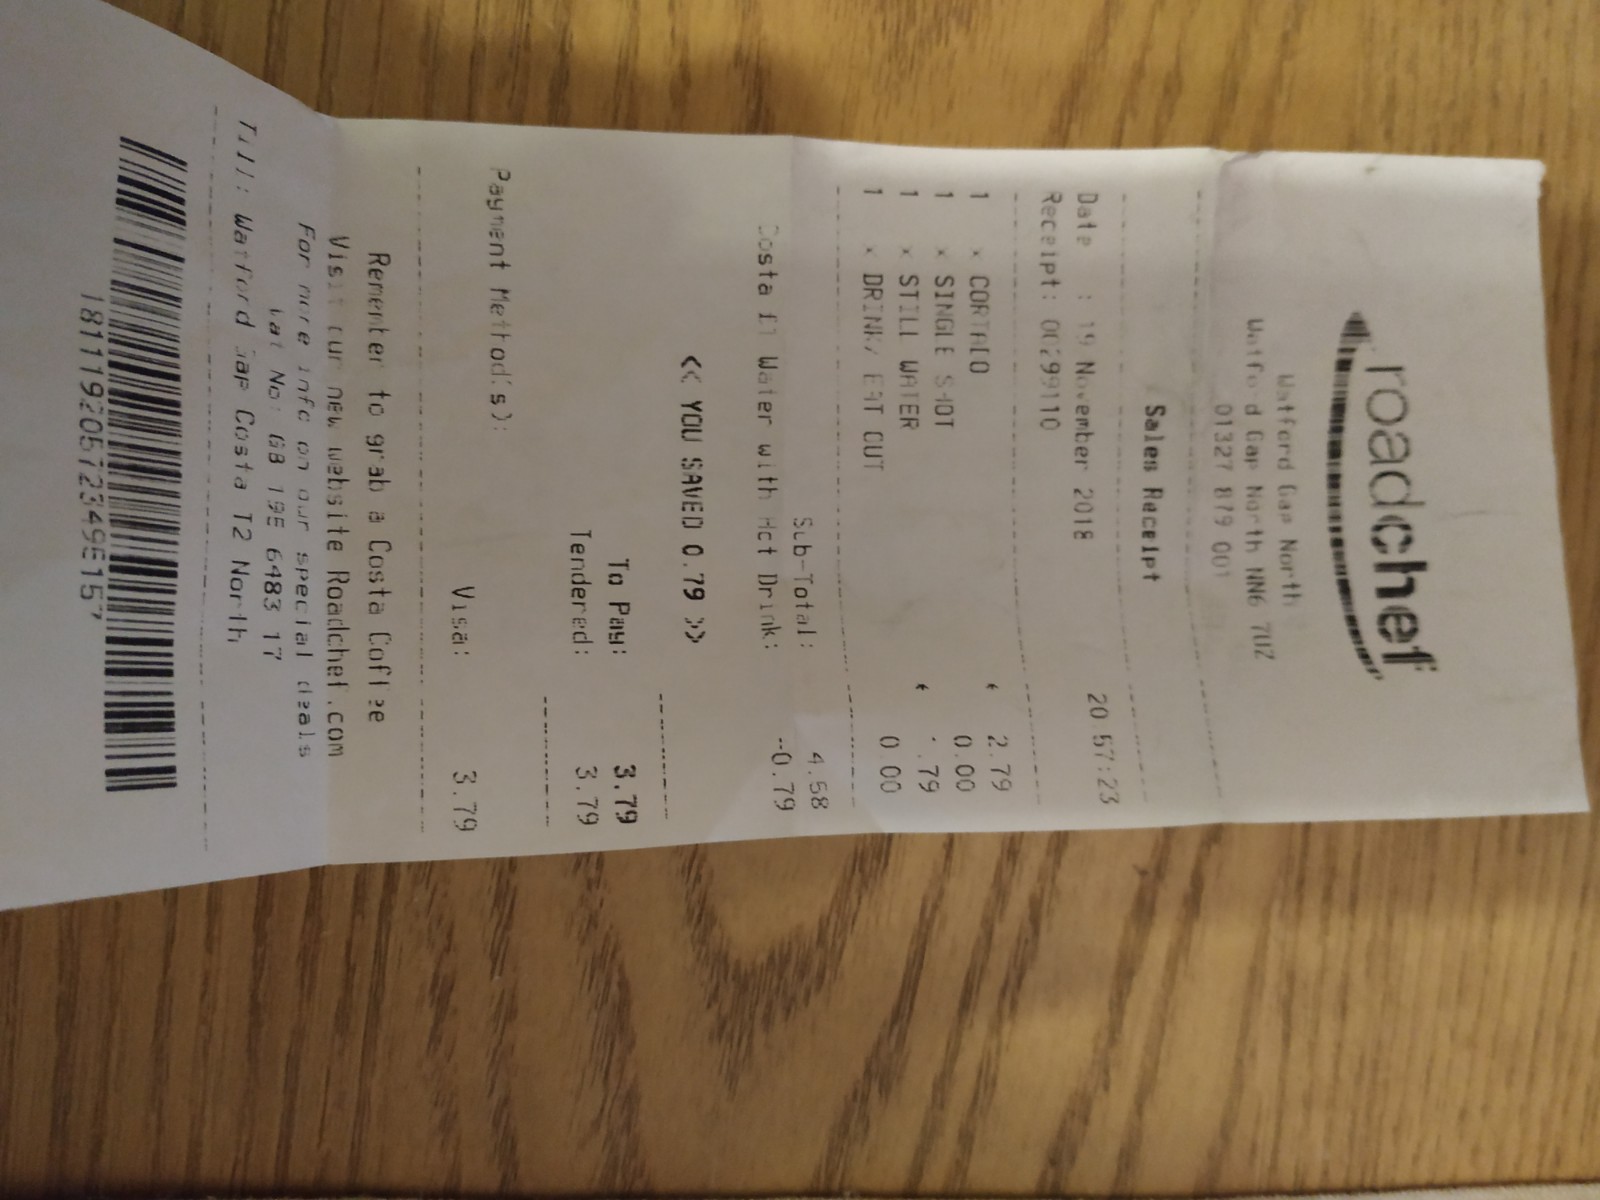 roadchef
Watford Gap North
Watford Gap North NN6 7UZ
01327 879 001
Sales Receipt
Date : 19 November 2018 20:57:23
Receipt: 00299110
1 x CORTADO * 2.79
1 x SINGLE SHOT 0.00
1 x STILL WATER * 1.79
1 x DRINK/ EAT OUT 0.00
Sub-Total: 4.58
Costa £1 Water with Hot Drink: -0.79
<< YOU SAVED 0.79 >>
To Pay: 3.79
Tendered: 3.79
Payment Method(s):
Visa: 3.79
Remember to grab a Costa Coffee
Visit our new website Roadchef.com
For more info on our special deals
Vat No: GB 195 6483 17
Till: Watford Gap Costa T2 North